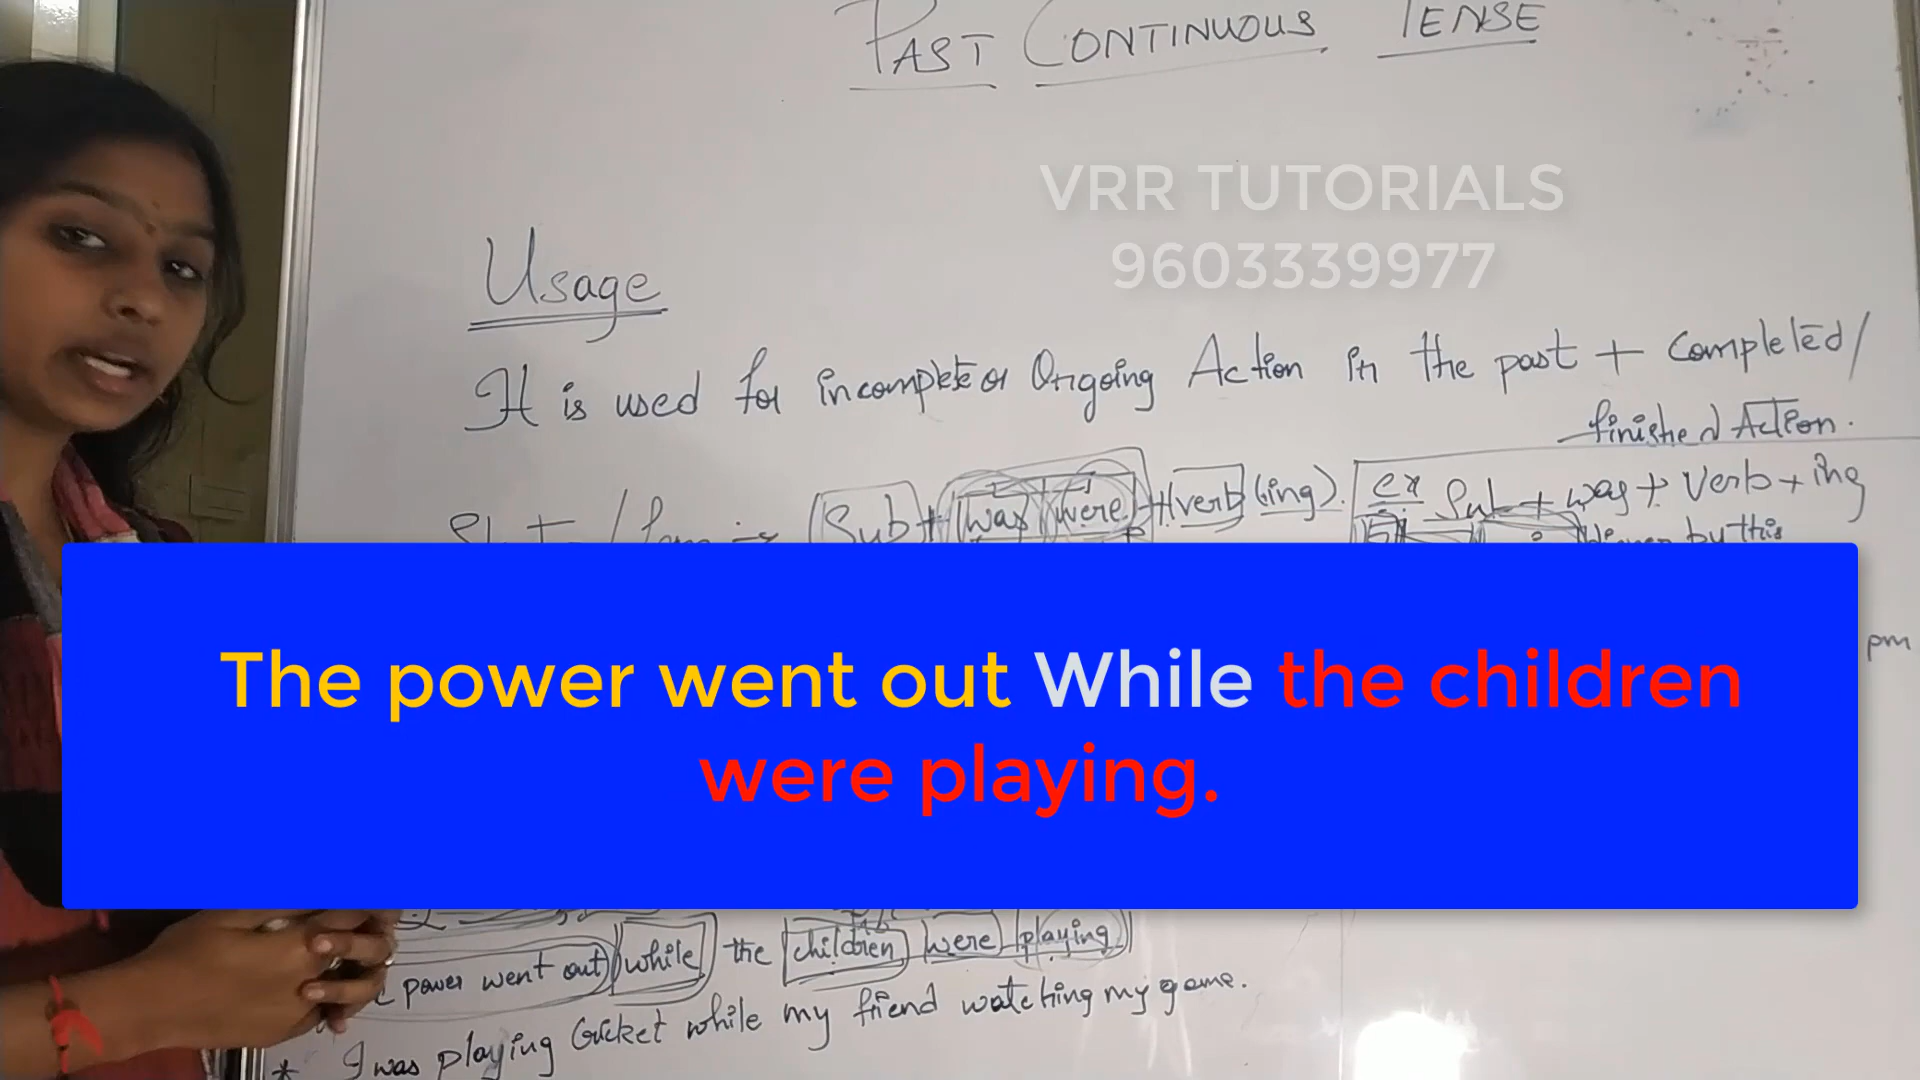 PAST CONTINUOUS TENSE
VRR TUTORIALS
9603339977
Usage
It is used for incomplete or Ongoing Action in the past + Completed/
finished Action.
Sub + was were + verb (ing).
ex Sub + was + Verb + ing
by this
pm
The power went out While the children
were playing.
power went out while the children were playing
* I was playing Cricket while my friend watching my game.